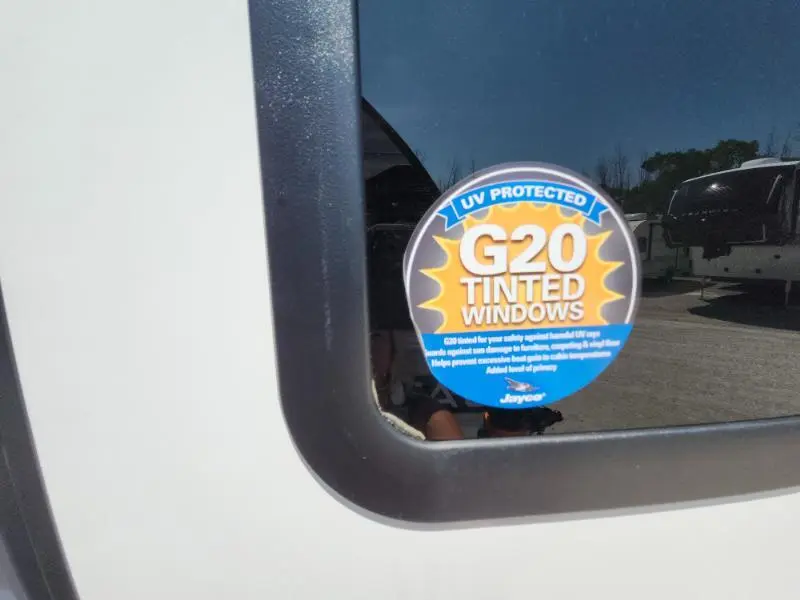 UV PROTECTED
G20
TINTED
WINDOWS
G20 tinted for your safety against harmful UV rays
uards against sun damage to furniture, carpeting & vinyl floor
Helps prevent excessive heat gain to cabin temperatures
Added level of privacy
Jayco